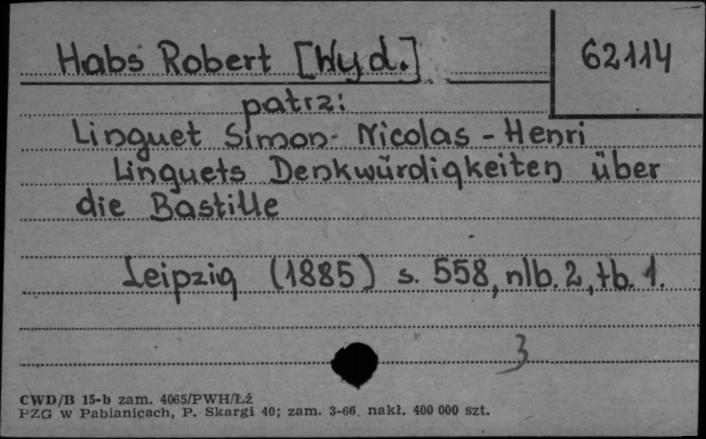 Habs Robert [Wyd.]
62114
patrz:
Linguet Simon- Nicolas - Henri
Linguets Denkwürdigkeiten über
die Bastille
Leipzig (1885) s. 558, nlb. 2, tb. 1.
3
CWD/B 15-b zam. 4065/PWH/Łź
PZG w Pabianicach, P. Skargi 40; zam. 3-66. nakł. 400 000 szt.